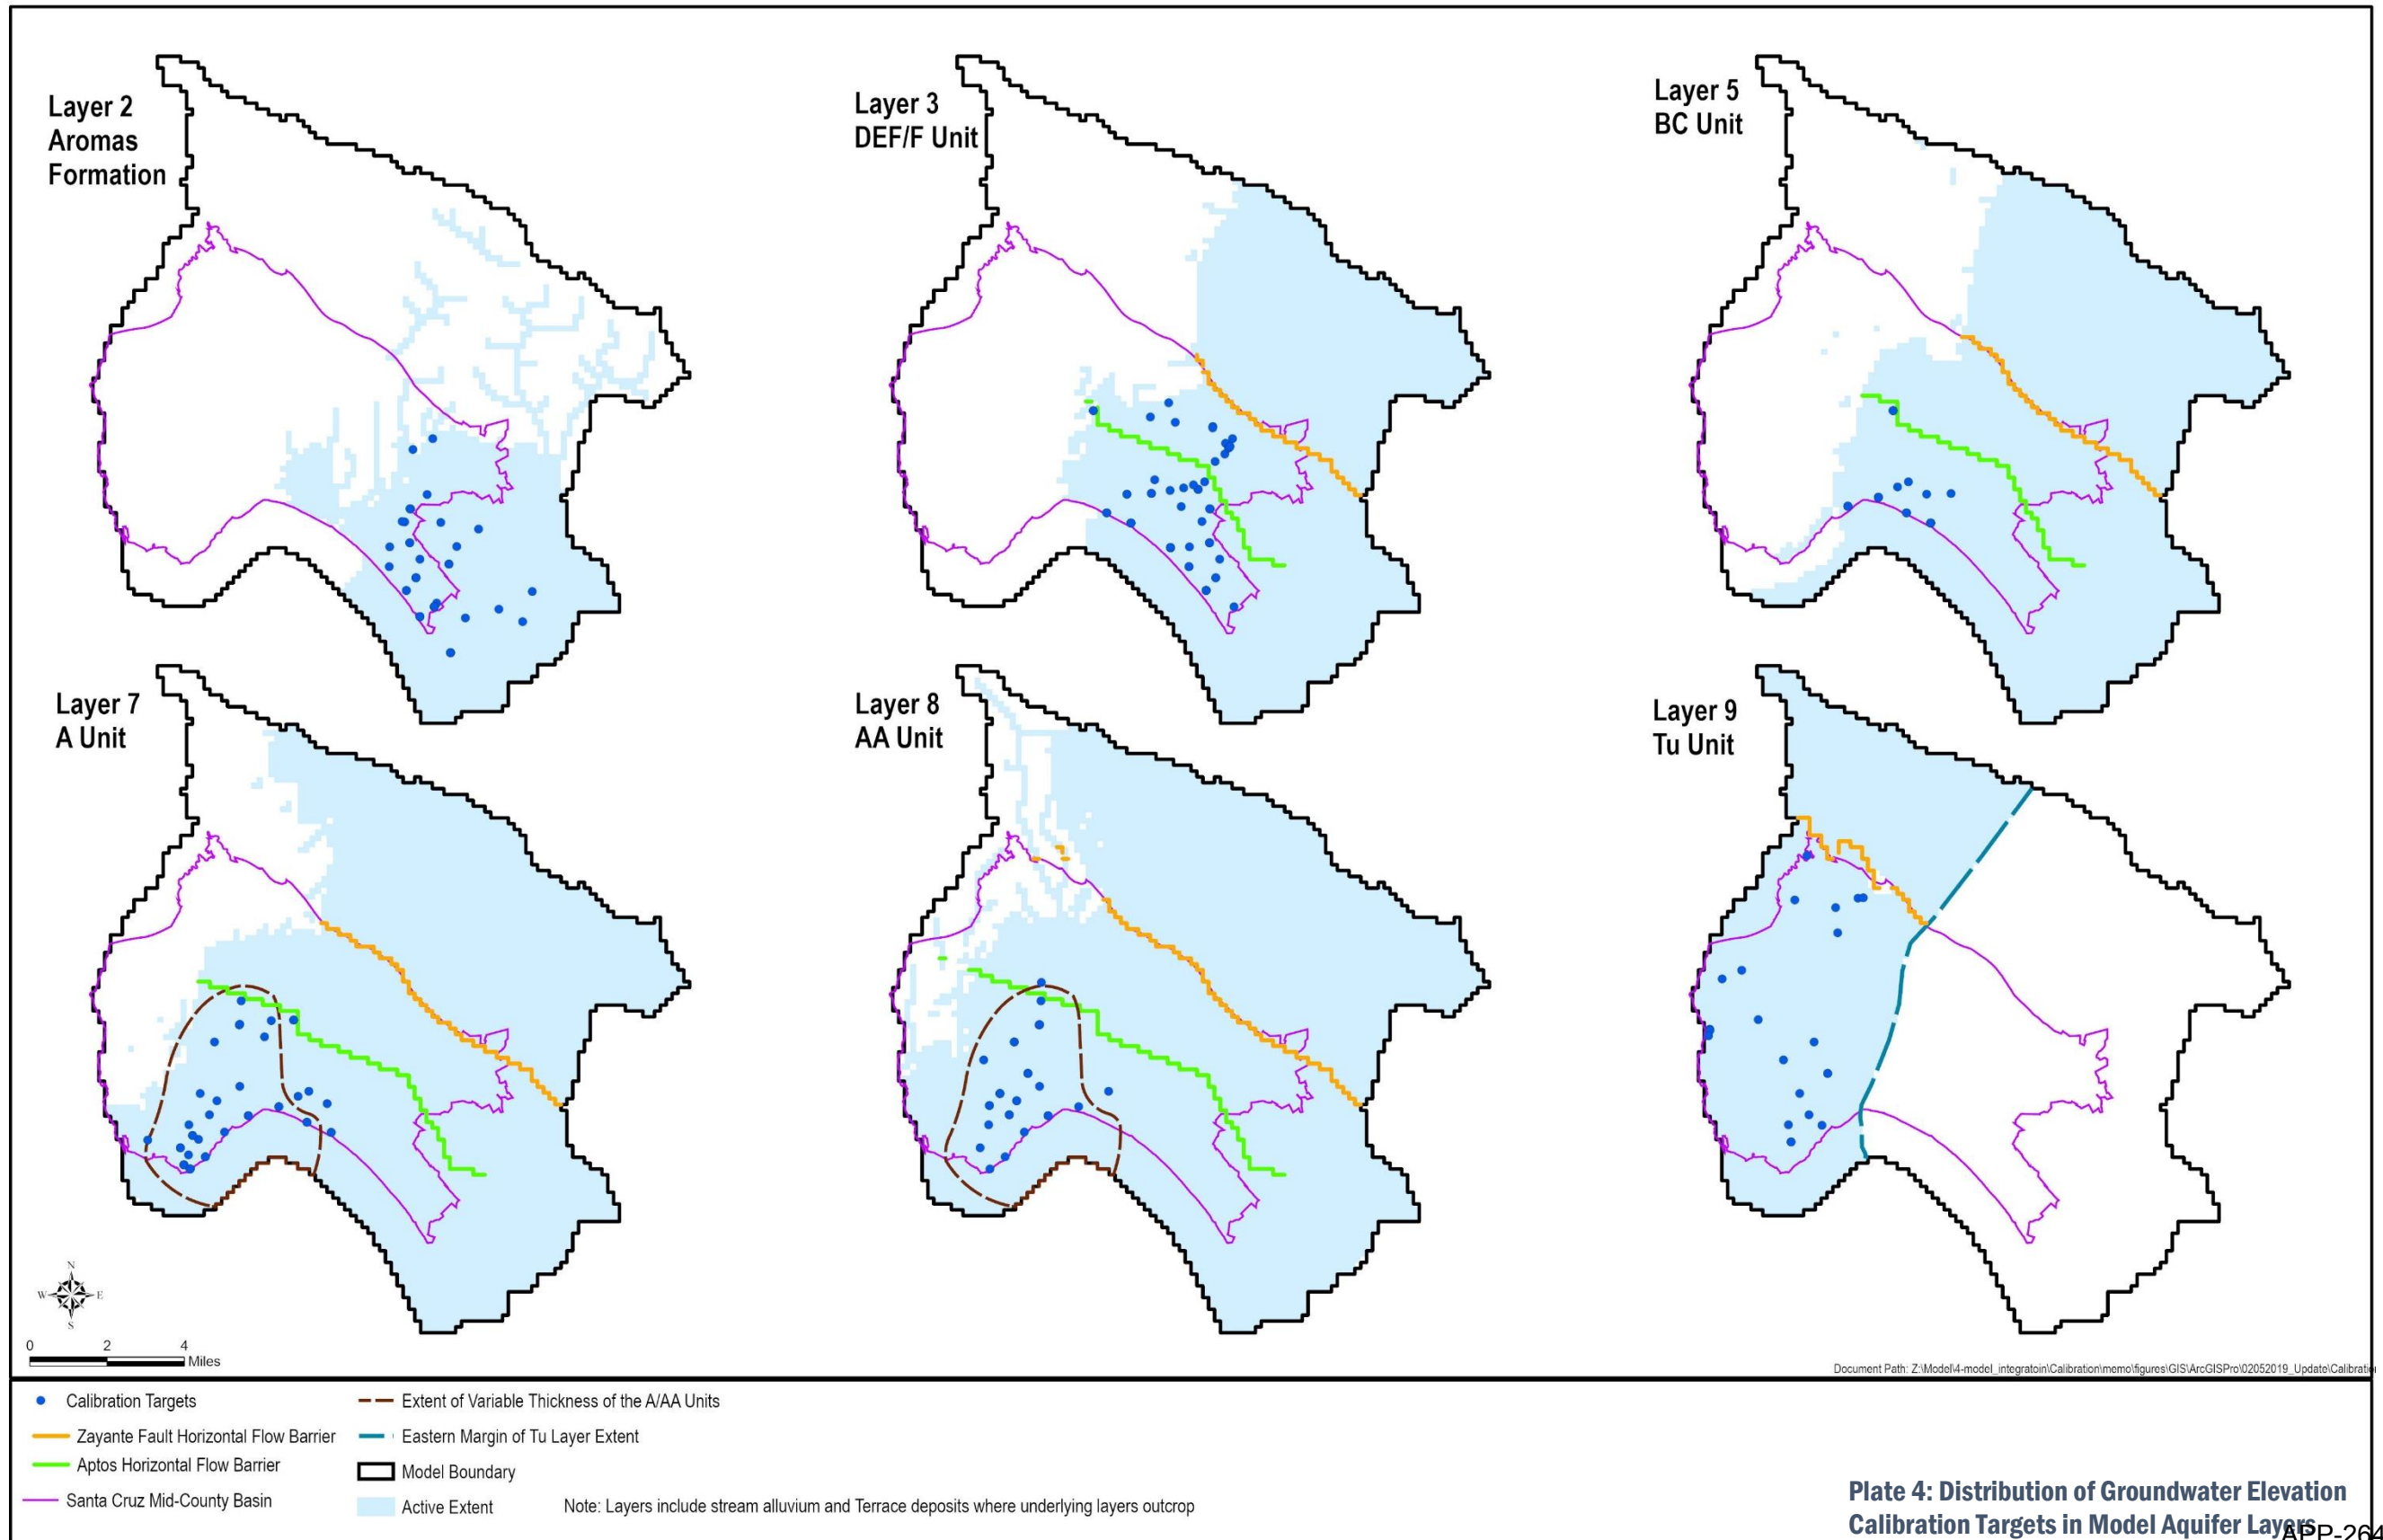 Layer 2
Aromas
Formation
Layer 3
DEF/F Unit
Layer 5
BC Unit
Layer 7
A Unit
Layer 8
AA Unit
Layer 9
Tu Unit
N
W E
S
0 2 4
Miles
Document Path: Z:\Model\4-model_integratoin\Calibration\memo\figures\GIS\ArcGISPro\02052019_Update\Calibratio
Calibration Targets
Zayante Fault Horizontal Flow Barrier
Aptos Horizontal Flow Barrier
Santa Cruz Mid-County Basin
Extent of Variable Thickness of the A/AA Units
Eastern Margin of Tu Layer Extent
Model Boundary
Active Extent
Note: Layers include stream alluvium and Terrace deposits where underlying layers outcrop
Plate 4: Distribution of Groundwater Elevation
Calibration Targets in Model Aquifer Layers
APP-264